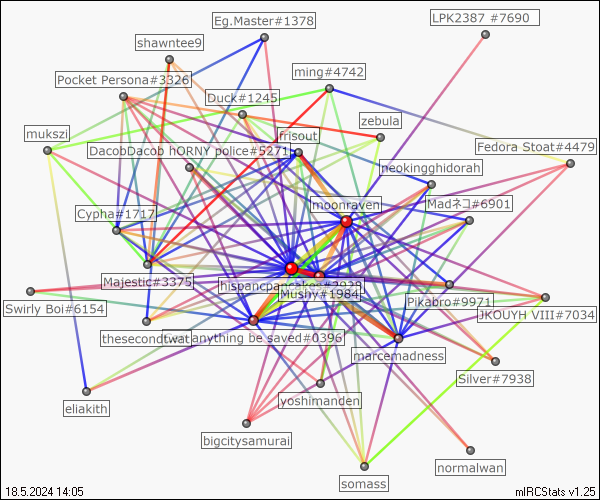 LPK2387 #7690
Eg.Master#1378
shawntee9
ming#4742
Pocket Persona#3326
Duck#1245
zebula
mukszi
frisout
Fedora Stoat#4479
DacobDacob hORNY police#5271
neokingghidorah
moonraven
Madネコ#6901
Cypha#1717
Majestic#3375
Mushy#1984
Pikabro#9971
Swirly Boi#6154
JKOUYH VIII#7034
thesecondtwat
anything be saved#0396
marcemadness
Silver#7938
eliakith
yoshimanden
bigcitysamurai
normalwan
somass
18.5.2024 14:05
mIRCStats v1.25